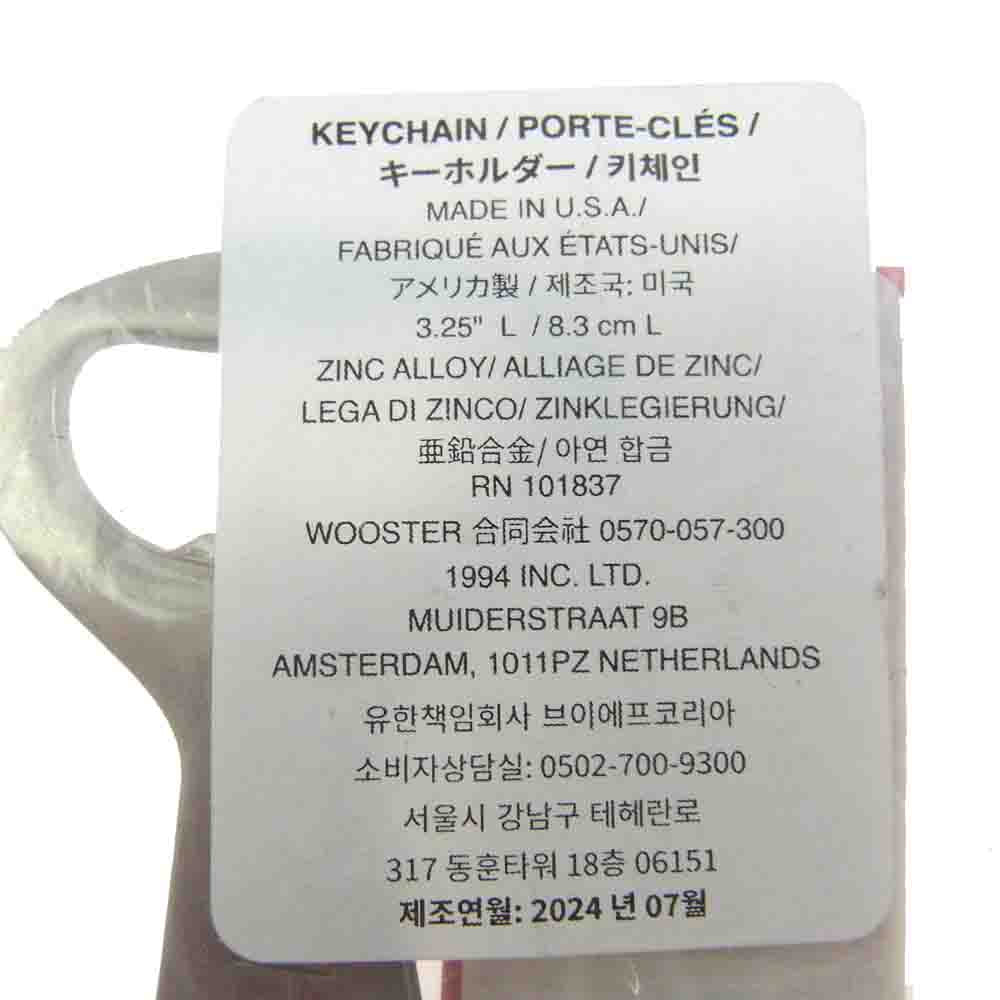 KEYCHAIN / PORTE-CLÉS /
キーホルダー / 키체인
MADE IN U.S.A./
FABRIQUÉ AUX ÉTATS-UNIS/
アメリカ製 / 제조국: 미국
3.25" L / 8.3 cm L
ZINC ALLOY/ ALLIAGE DE ZINC/
LEGA DI ZINCO/ ZINKLEGIERUNG/
亜鉛合金/ 아연 합금
RN 101837
WOOSTER 合同会社 0570-057-300
1994 INC. LTD.
MUIDERSTRAAT 9B
AMSTERDAM, 1011PZ NETHERLANDS
유한책임회사 브이에프코리아
소비자상담실: 0502-700-9300
서울시 강남구 테헤란로
317 동훈타워 18층 06151
제조연월: 2024 년 07월